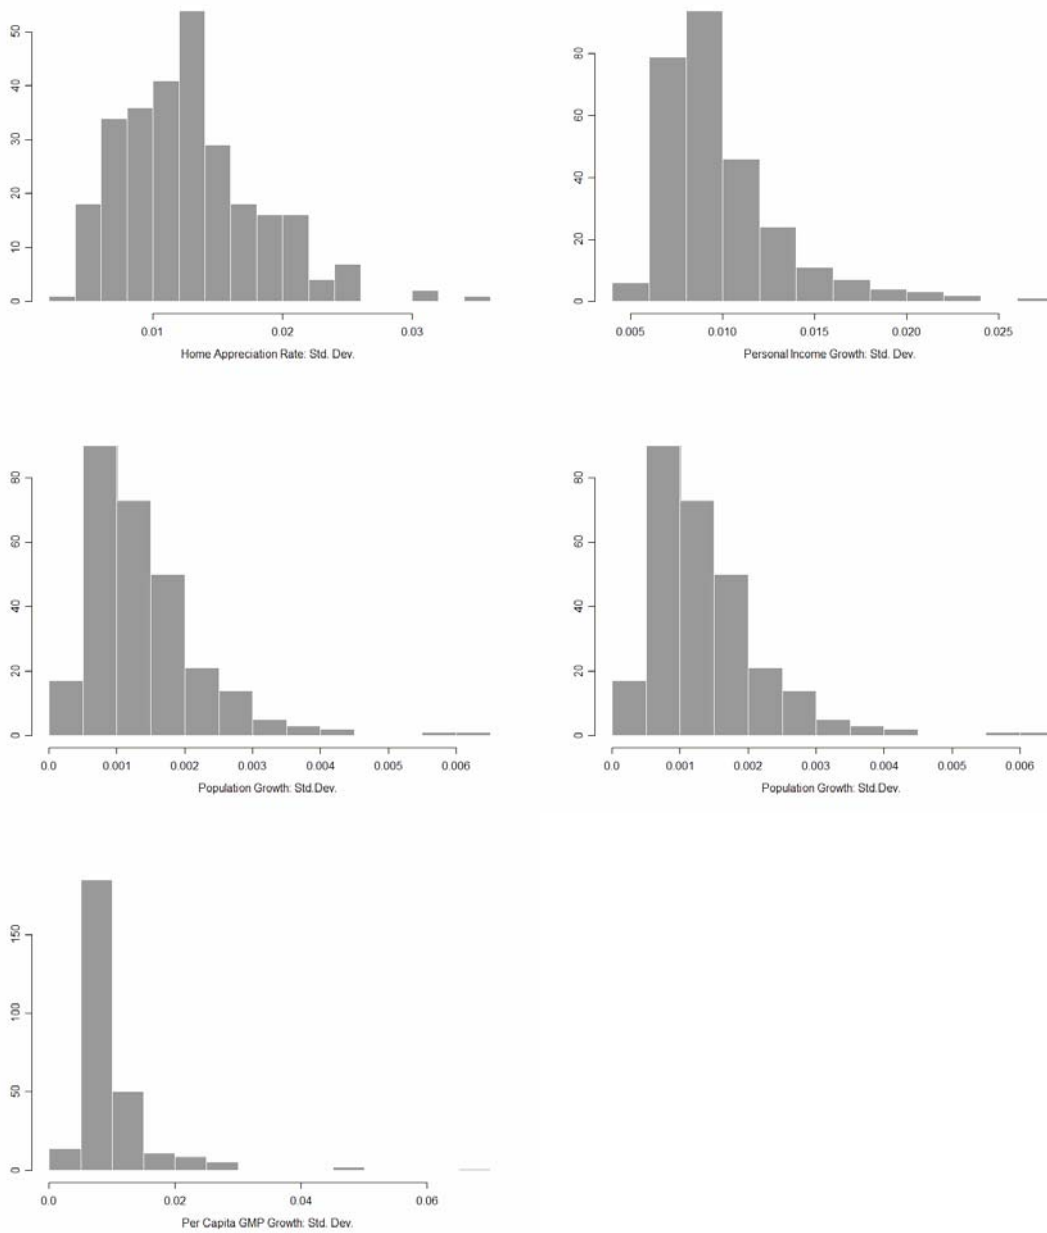 50
40
30
20
10
0
0.01 0.02 0.03
Home Appreciation Rate: Std. Dev.
80
60
40
20
0
0.005 0.010 0.015 0.020 0.025
Personal Income Growth: Std. Dev.
80
60
40
20
0
0.0 0.001 0.002 0.003 0.004 0.005 0.006
Population Growth: Std.Dev.
80
60
40
20
0
0.0 0.001 0.002 0.003 0.004 0.005 0.006
Population Growth: Std.Dev.
150
100
50
0
0.0 0.02 0.04 0.06
Per Capita GMP Growth: Std. Dev.